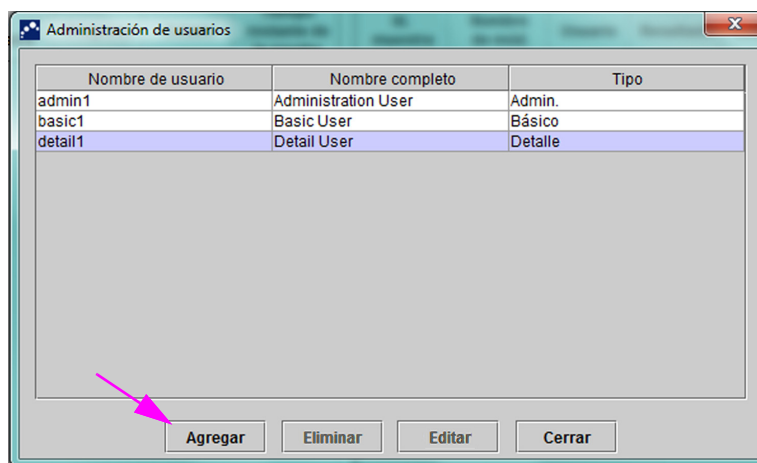 Administración de usuarios
Nombre de usuario Nombre completo Tipo
admin1 Administration User Admin.
basic1 Basic User Básico
detail1 Detail User Detalle
Agregar Eliminar Editar Cerrar